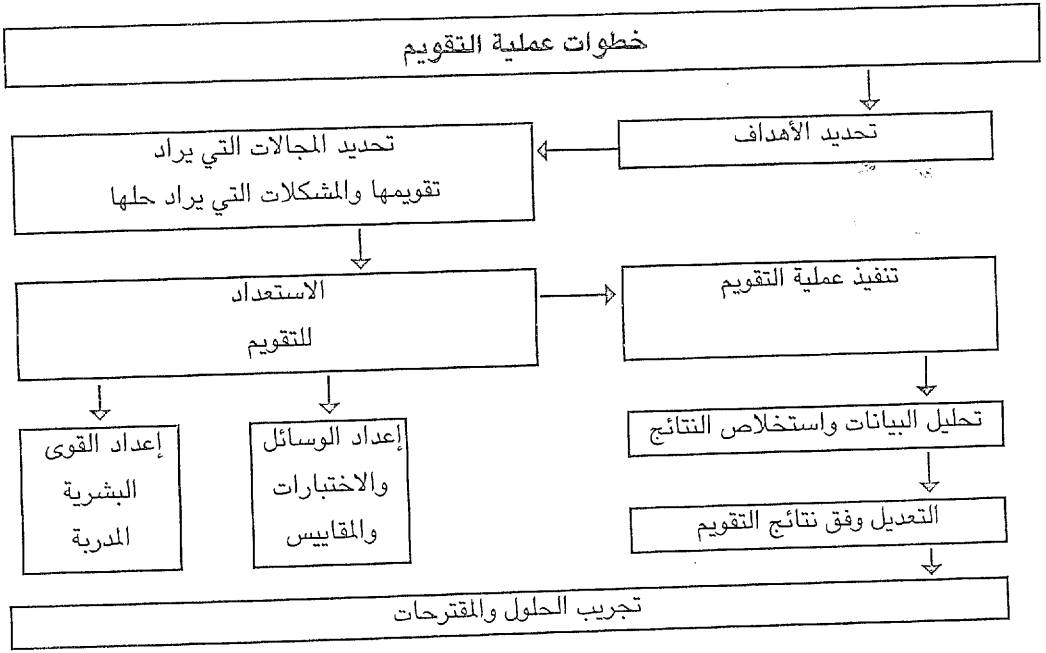 خطوات عملية التقويم
تحديد الأهداف
تحديد المجالات التي يراد
تقويمها والمشكلات التي يراد حلها
الاستعداد
للتقويم
تنفيذ عملية التقويم
إعداد الوسائل
والاختبارات
والمقاييس
إعداد القوى
البشرية
المدربة
تحليل البيانات واستخلاص النتائج
التعديل وفق نتائج التقويم
تجريب الحلول والمقترحات